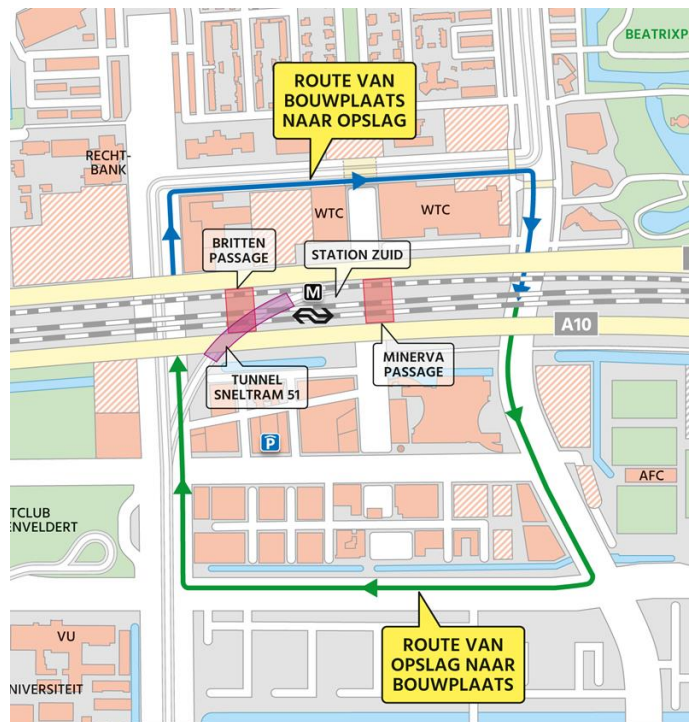 BEATRIXP
ROUTE VAN
BOUWPLAATS
NAAR OPSLAG
RECHT-
BANK
WTC
WTC
BRITTEN
PASSAGE
STATION ZUID
M
A10
MINERVA
PASSAGE
TUNNEL
SNELTRAM 51
P
AFC
TCLUB
ENVELDERT
VU
NIVERSITEIT
ROUTE VAN
OPSLAG NAAR
BOUWPLAATS